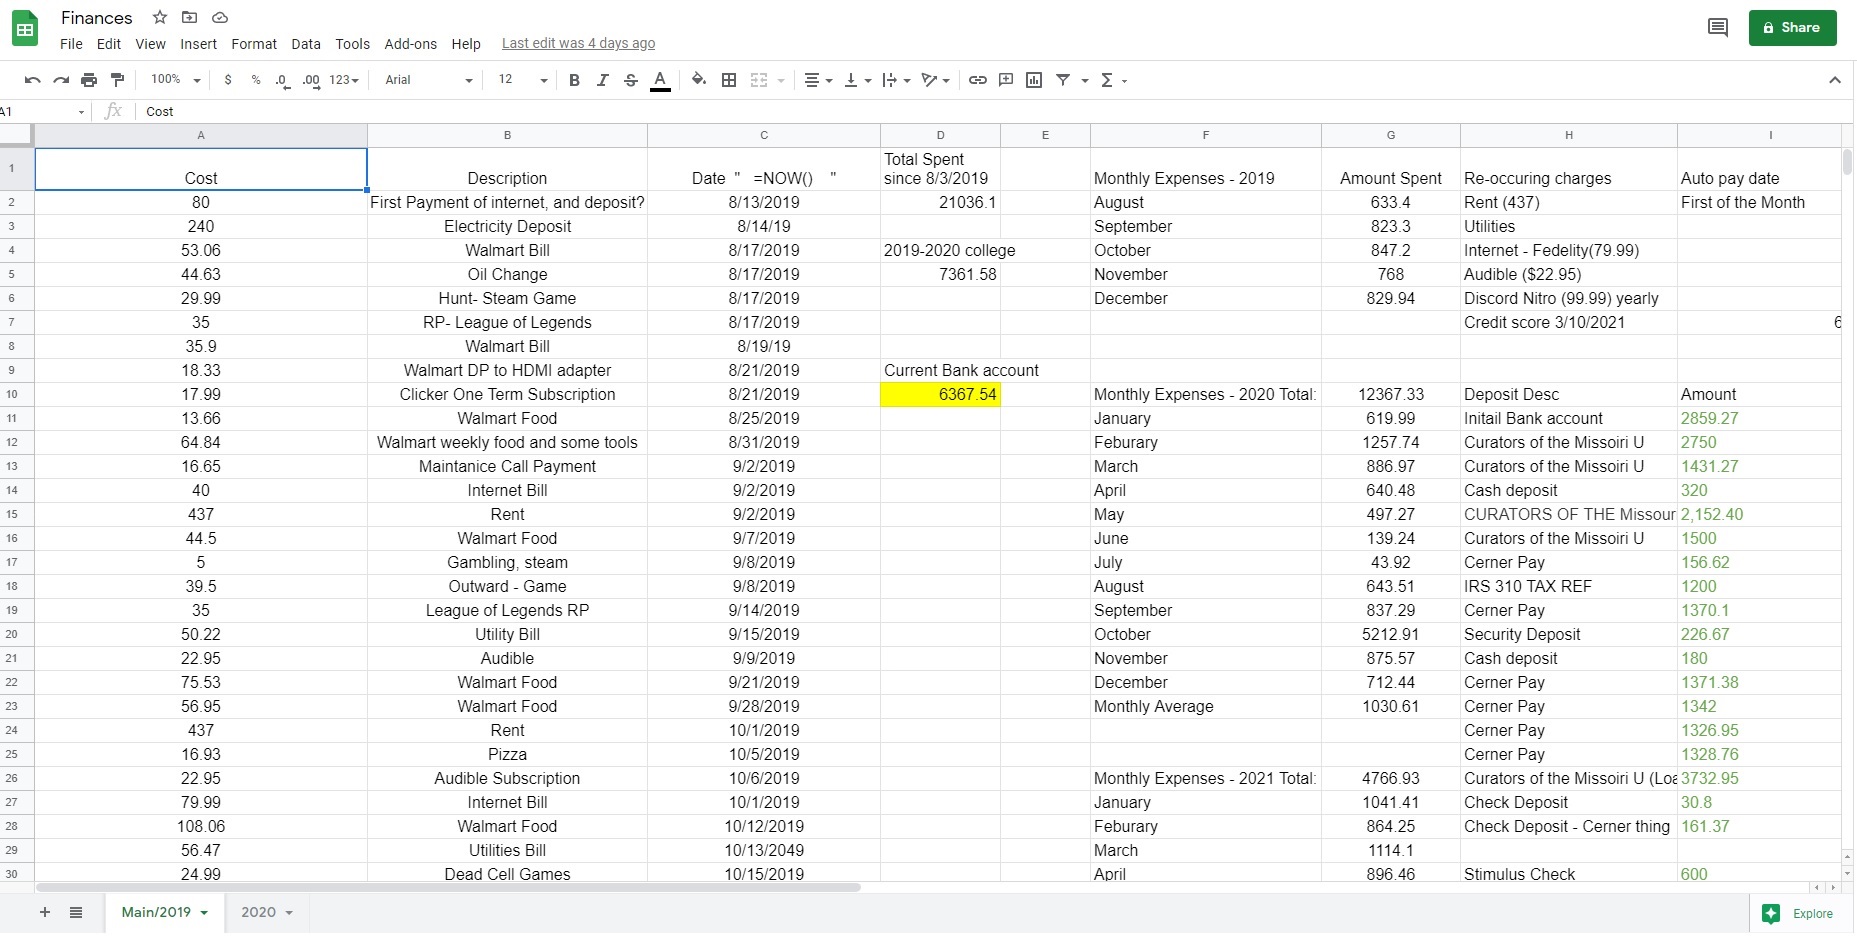 Finances
File Edit View Insert Format Data Tools Add-ons Help Last edit was 4 days ago
Share
100% $ % .0 .00 123 Arial 12 B I S A Σ
A1 fx Cost
A B C D E F G H I
Total Spent
1 Cost Description Date " =NOW() " since 8/3/2019 Monthly Expenses - 2019 Amount Spent Re-occuring charges Auto pay date
2 80 First Payment of internet, and deposit? 8/13/2019 21036.1 August 633.4 Rent (437) First of the Month
3 240 Electricity Deposit 8/14/19 September 823.3 Utilities
4 53.06 Walmart Bill 8/17/2019 2019-2020 college October 847.2 Internet - Fedelity(79.99)
5 44.63 Oil Change 8/17/2019 7361.58 November 768 Audible ($22.95)
6 29.99 Hunt- Steam Game 8/17/2019 December 829.94 Discord Nitro (99.99) yearly
7 35 RP- League of Legends 8/17/2019 Credit score 3/10/2021 6
8 35.9 Walmart Bill 8/19/19
9 18.33 Walmart DP to HDMI adapter 8/21/2019 Current Bank account
10 17.99 Clicker One Term Subscription 8/21/2019 6367.54 Monthly Expenses - 2020 Total: 12367.33 Deposit Desc Amount
11 13.66 Walmart Food 8/25/2019 January 619.99 Initail Bank account 2859.27
12 64.84 Walmart weekly food and some tools 8/31/2019 Feburary 1257.74 Curators of the Missoiri U 2750
13 16.65 Maintanice Call Payment 9/2/2019 March 886.97 Curators of the Missoiri U 1431.27
14 40 Internet Bill 9/2/2019 April 640.48 Cash deposit 320
15 437 Rent 9/2/2019 May 497.27 CURATORS OF THE Missour 2,152.40
16 44.5 Walmart Food 9/7/2019 June 139.24 Curators of the Missoiri U 1500
17 5 Gambling, steam 9/8/2019 July 43.92 Cerner Pay 156.62
18 39.5 Outward - Game 9/8/2019 August 643.51 IRS 310 TAX REF 1200
19 35 League of Legends RP 9/14/2019 September 837.29 Cerner Pay 1370.1
20 50.22 Utility Bill 9/15/2019 October 5212.91 Security Deposit 226.67
21 22.95 Audible 9/9/2019 November 875.57 Cash deposit 180
22 75.53 Walmart Food 9/21/2019 December 712.44 Cerner Pay 1371.38
23 56.95 Walmart Food 9/28/2019 Monthly Average 1030.61 Cerner Pay 1342
24 437 Rent 10/1/2019 Cerner Pay 1326.95
25 16.93 Pizza 10/5/2019 Cerner Pay 1328.76
26 22.95 Audible Subscription 10/6/2019 Monthly Expenses - 2021 Total: 4766.93 Curators of the Missoiri U (Loa 3732.95
27 79.99 Internet Bill 10/1/2019 January 1041.41 Check Deposit 30.8
28 108.06 Walmart Food 10/12/2019 Feburary 864.25 Check Deposit - Cerner thing 161.37
29 56.47 Utilities Bill 10/13/2049 March 1114.1
30 24.99 Dead Cell Games 10/15/2019 April 896.46 Stimulus Check 600
Main/2019 2020 Explore